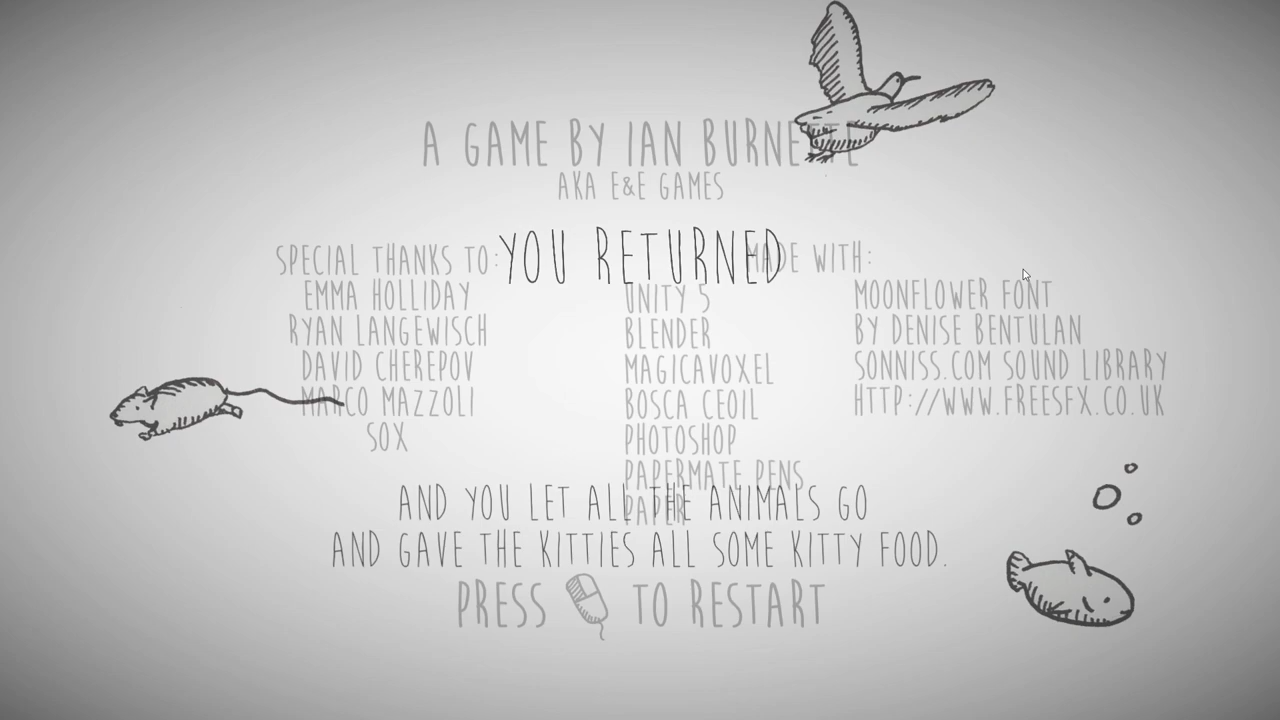 A GAME BY IAN BURNETTE
AKA E&E GAMES
YOU RETURNED
SPECIAL THANKS TO:
EMMA HOLLIDAY
RYAN LANGEWISCH
DAVID CHEREPOV
MARCO MAZZOLI
SOX
MADE WITH:
UNITY 5
BLENDER
MAGICAVOXEL
BOSCA CEOIL
PHOTOSHOP
PAPERMATE PENS
PAPER
MOONFLOWER FONT
BY DENISE BENTULAN
SONNISS.COM SOUND LIBRARY
HTTP://WWW.FREESFX.CO.UK
AND YOU LET ALL THE ANIMALS GO
AND GAVE THE KITTIES ALL SOME KITTY FOOD.
PRESS TO RESTART